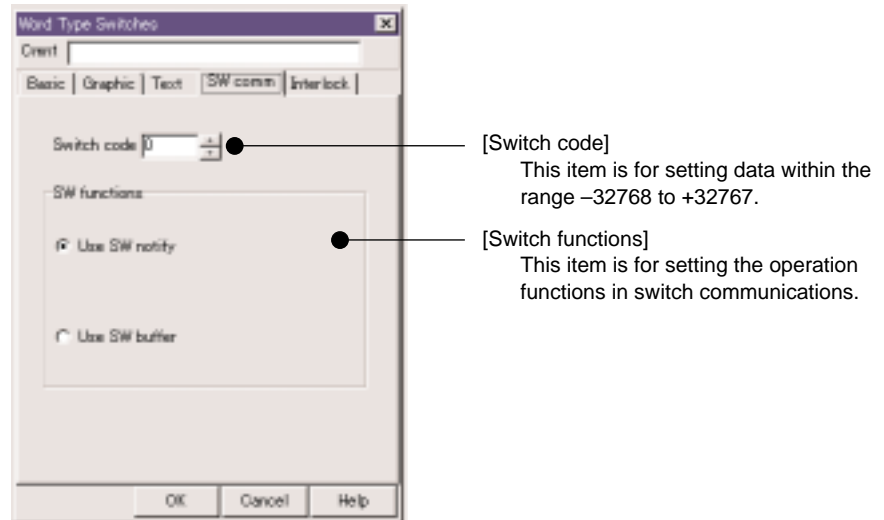 Word Type Switches
Cmnt
Basic Graphic Text SW comm Interlock
Switch code 0
[Switch code]
This item is for setting data within the
range –32768 to +32767.
SW functions
[Switch functions]
This item is for setting the operation
functions in switch communications.
Use SW notify
Use SW buffer
OK Cancel Help